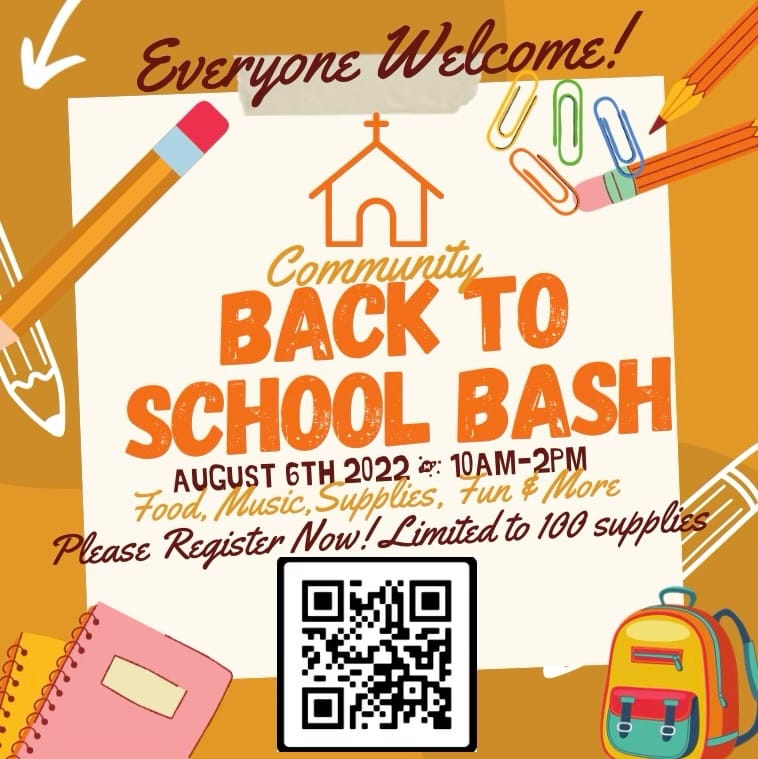 Everyone Welcome!
Community
BACK TO
SCHOOL BASH
AUGUST 6TH 2022 @: 10AM-2PM
Food, Music, Supplies, Fun & More
Please Register Now! Limited to 100 supplies